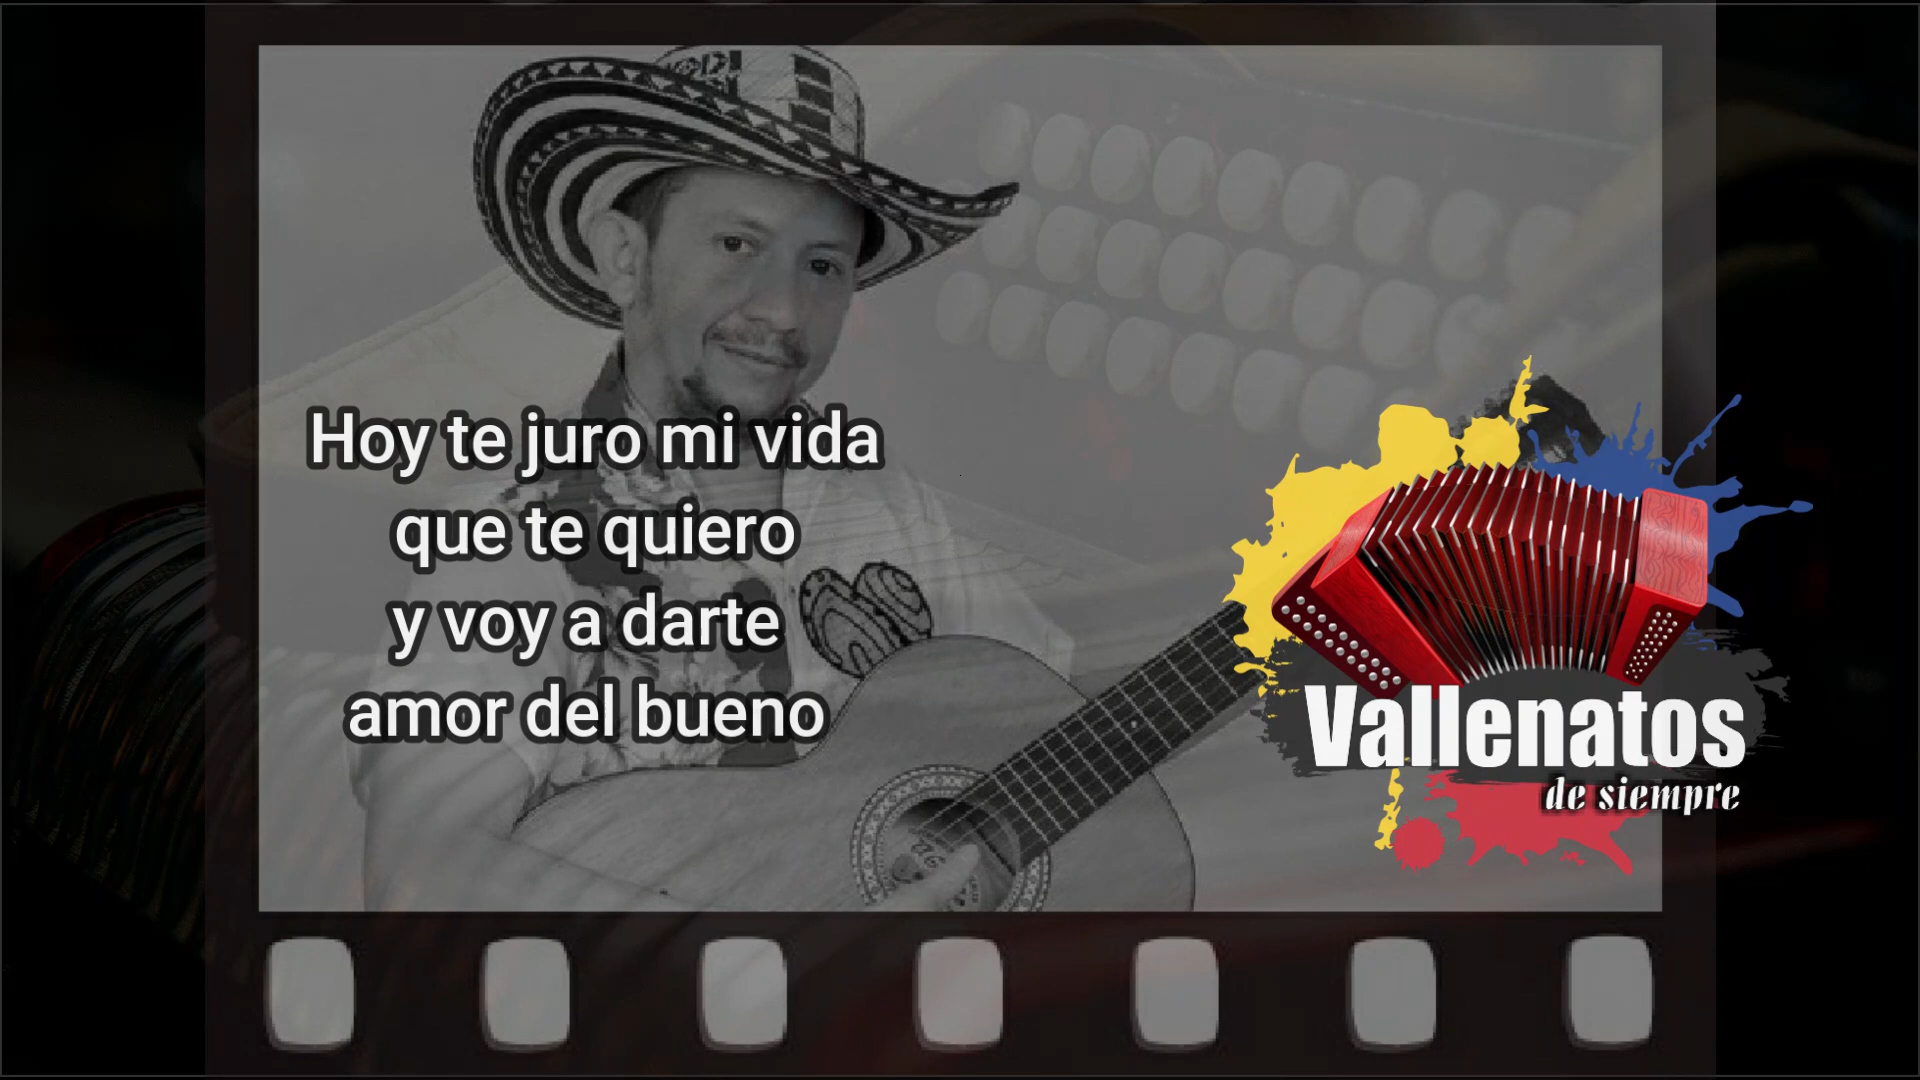 Hoy te juro mi vida
que te quiero
y voy a darte
amor del bueno
Vallenatos
de siempre